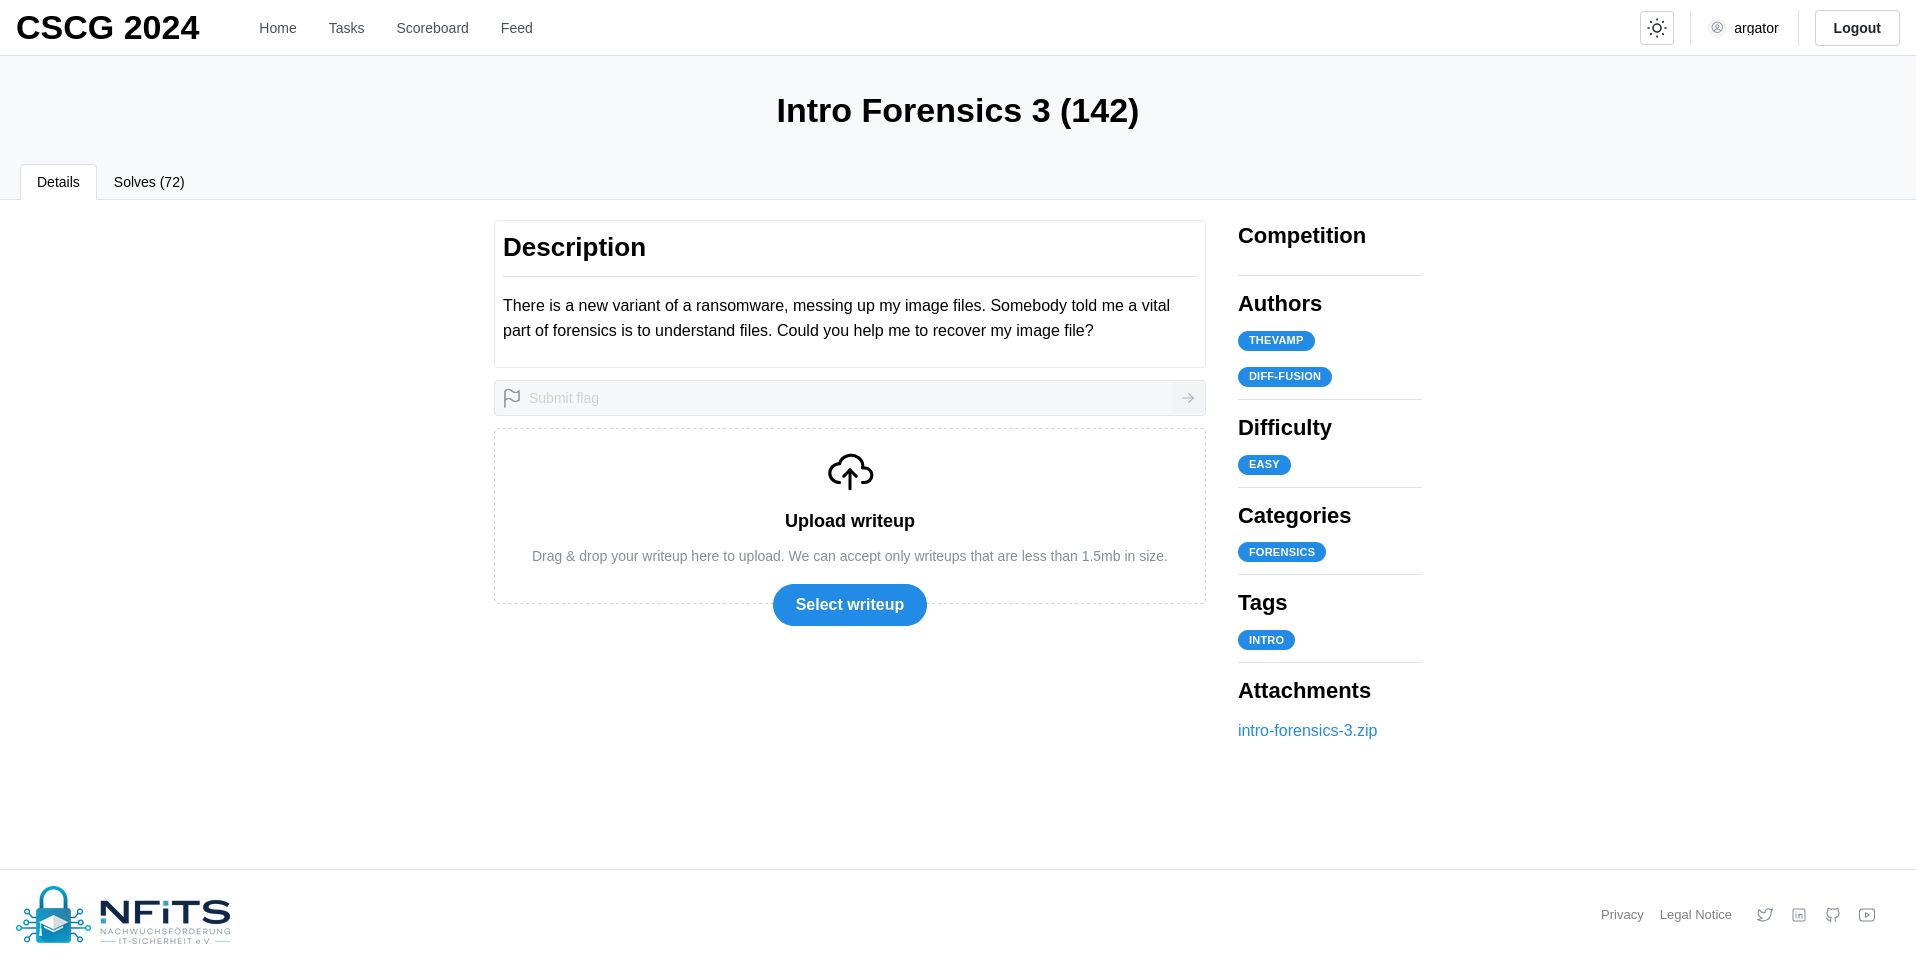 CSCG 2024
Home
Tasks
Scoreboard
Feed
argator
Logout
Intro Forensics 3 (142)
Details
Solves (72)
Description
There is a new variant of a ransomware, messing up my image files. Somebody told me a vital
part of forensics is to understand files. Could you help me to recover my image file?
Submit flag
Upload writeup
Drag & drop your writeup here to upload. We can accept only writeups that are less than 1.5mb in size.
Select writeup
Competition
Authors
THEVAMP
DIFF-FUSION
Difficulty
EASY
Categories
FORENSICS
Tags
INTRO
Attachments
intro-forensics-3.zip
NFiTS
NACHWUCHSFÖRDERUNG
IT-SICHERHEIT e.V.
Privacy
Legal Notice